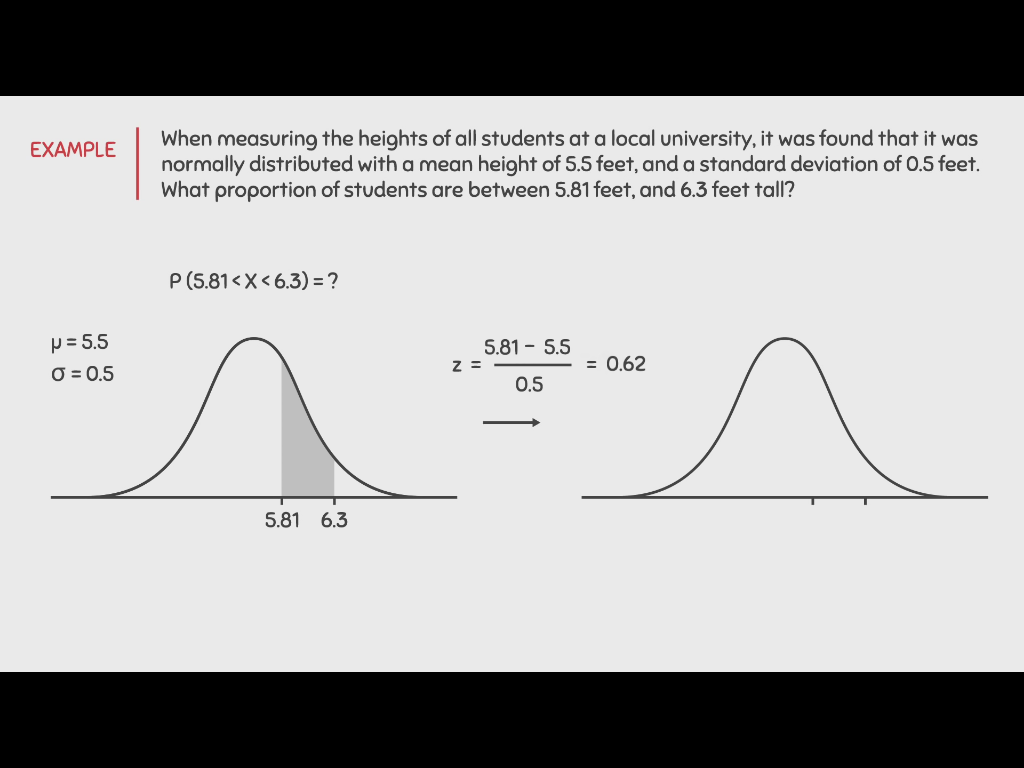 EXAMPLE
When measuring the heights of all students at a local university, it was found that it was
normally distributed with a mean height of 5.5 feet, and a standard deviation of 0.5 feet.
What proportion of students are between 5.81 feet, and 6.3 feet tall?
P (5.81 < X < 6.3) = ?
μ = 5.5
σ = 0.5
5.81 6.3
z = 5.81 - 5.5 / 0.5 = 0.62